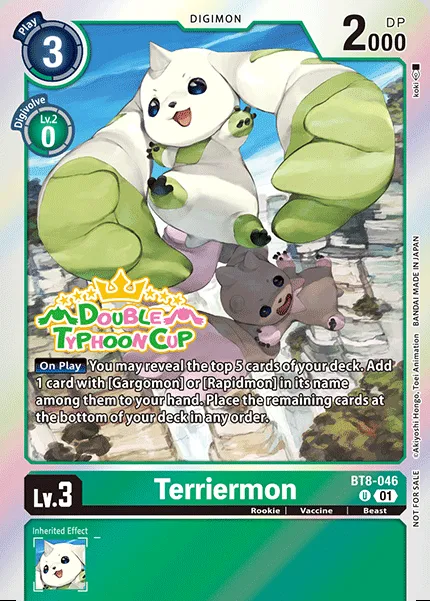 DIGIMON
Play
3
DP
2000
koki
Digivolve
Lv.2
0
DOUBLE
TYPHOON CUP
On Play You may reveal the top 5 cards of your deck. Add
1 card with [Gargomon] or [Rapidmon] in its name
among them to your hand. Place the remaining cards at
the bottom of your deck in any order.
©Akiyoshi Hongo, Toei Animation BANDAI MADE IN JAPAN
NOT FOR SALE
Lv.3
Terriermon
BT8-046
U 01
Rookie | Vaccine | Beast
Inherited Effect